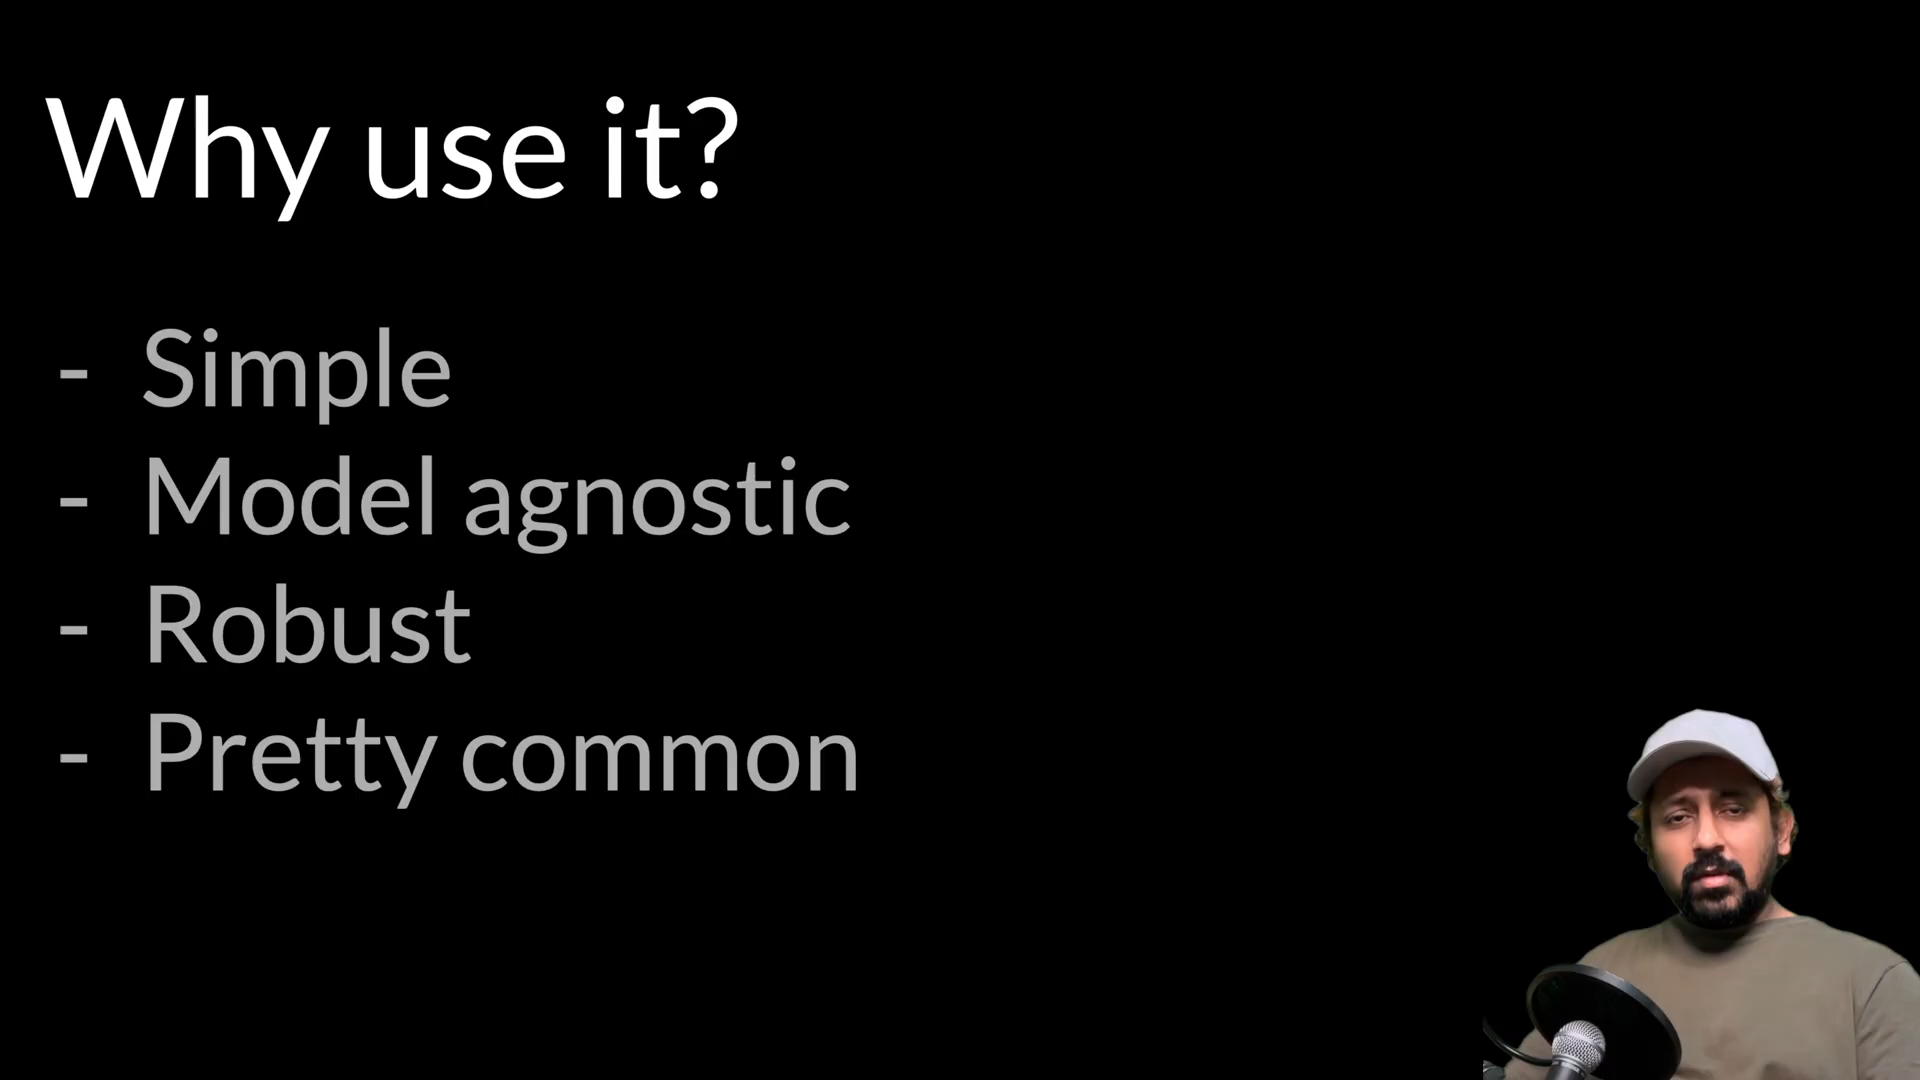 Why use it?
- Simple
- Model agnostic
- Robust
- Pretty common